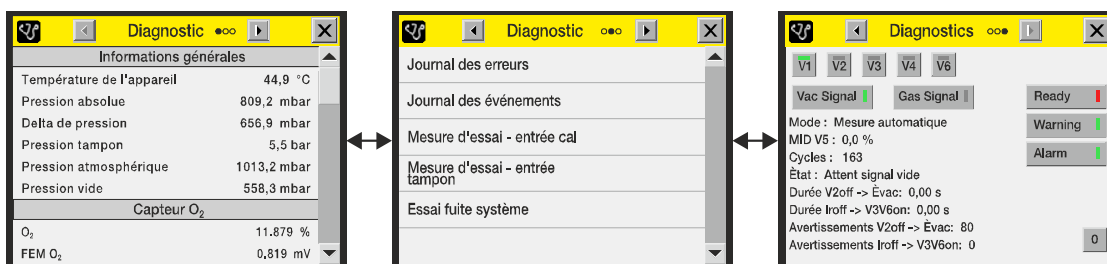 Diagnostic
Informations générales
Température de l'appareil 44,9 °C
Pression absolue 809,2 mbar
Delta de pression 656,9 mbar
Pression tampon 5,5 bar
Pression atmosphérique 1013,2 mbar
Pression vide 558,3 mbar
Capteur O₂
O₂ 11.879 %
FEM O₂ 0,819 mV
Diagnostic
Journal des erreurs
Journal des événements
Mesure d'essai - entrée cal
Mesure d'essai - entrée
tampon
Essai fuite système
Diagnostics
V1 V2 V3 V4 V6
Vac Signal Gas Signal Ready
Mode : Mesure automatique Warning
MID V5 : 0,0 %
Cycles : 163 Alarm
Ètat : Attent signal vide
Durée V2off -> Èvac: 0,00 s
Durée Iroff -> V3V6on: 0,00 s
Avertissements V2off -> Èvac: 80
Avertissements Iroff -> V3V6on: 0 0